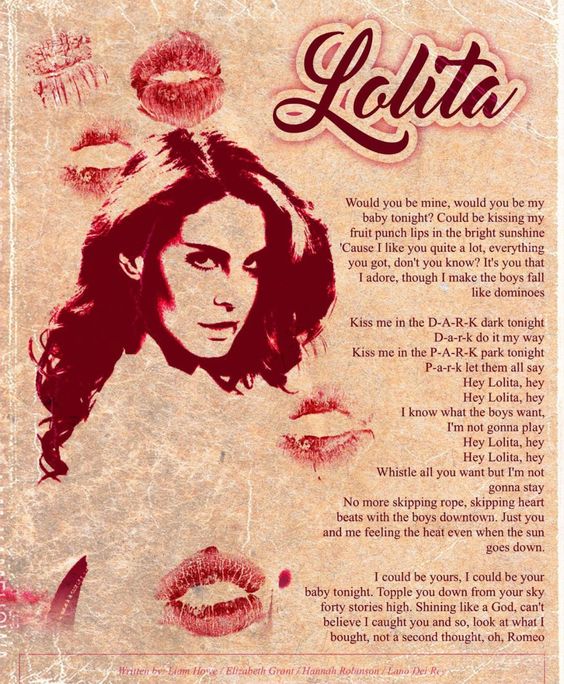 Lolita
Would you be mine, would you be my
baby tonight? Could be kissing my
fruit punch lips in the bright sunshine
'Cause I like you quite a lot, everything
you got, don't you know? It's you that
I adore, though I make the boys fall
like dominoes
Kiss me in the D-A-R-K dark tonight
D-a-r-k do it my way
Kiss me in the P-A-R-K park tonight
P-a-r-k let them all say
Hey Lolita, hey
Hey Lolita, hey
I know what the boys want,
I'm not gonna play
Hey Lolita, hey
Hey Lolita, hey
Whistle all you want but I'm not
gonna stay
No more skipping rope, skipping heart
beats with the boys downtown. Just you
and me feeling the heat even when the sun
goes down.
I could be yours, I could be your
baby tonight. Topple you down from your sky
forty stories high. Shining like a God, can't
believe I caught you and so, look at what I
bought, not a second thought, oh, Romeo
Written by: Liam Howe / Elizabeth Grant / Hannah Robinson / Lano Del Rey